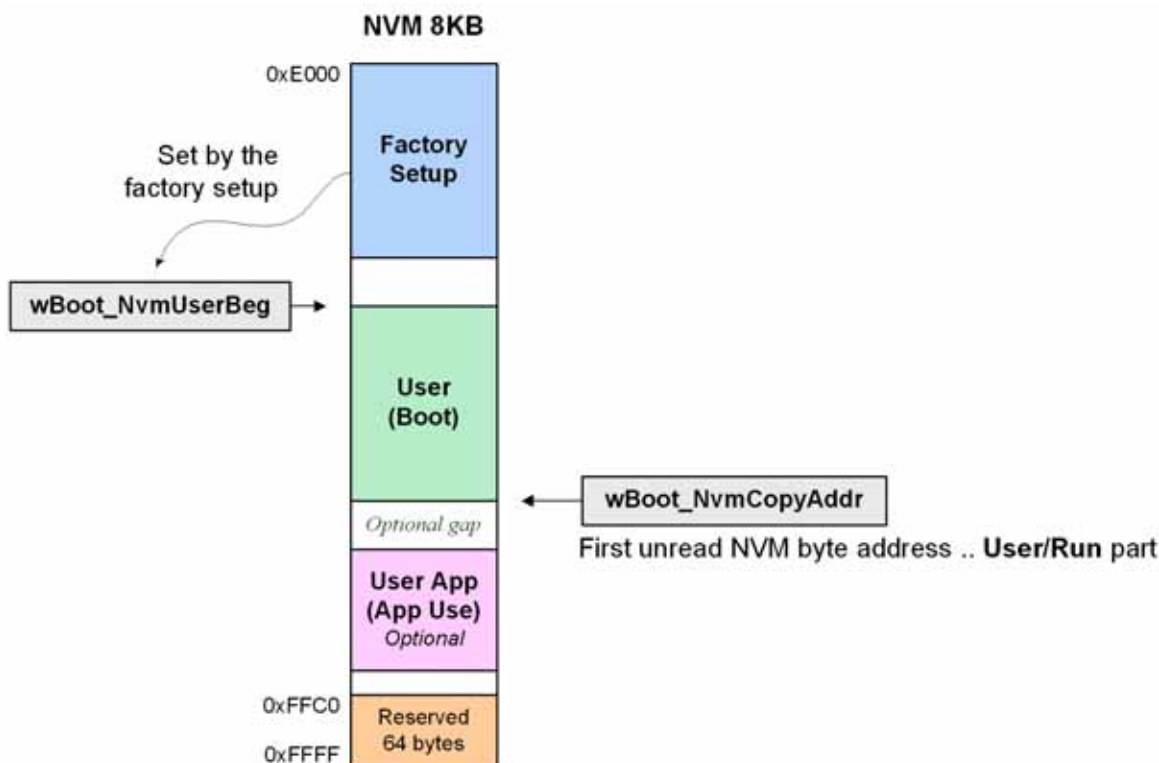 NVM 8KB
0xE000
Factory
Setup
Set by the
factory setup
wBoot_NvmUserBeg
User
(Boot)
wBoot_NvmCopyAddr
Optional gap
First unread NVM byte address .. User/Run part
User App
(App Use)
Optional
0xFFC0
Reserved
64 bytes
0xFFFF